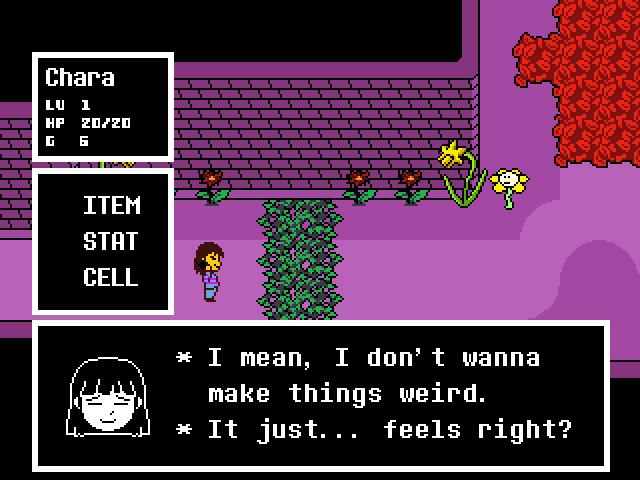 Chara
LV 1
HP 20/20
G 6
ITEM
STAT
CELL
* I mean, I don't wanna
make things weird.
* It just... feels right?